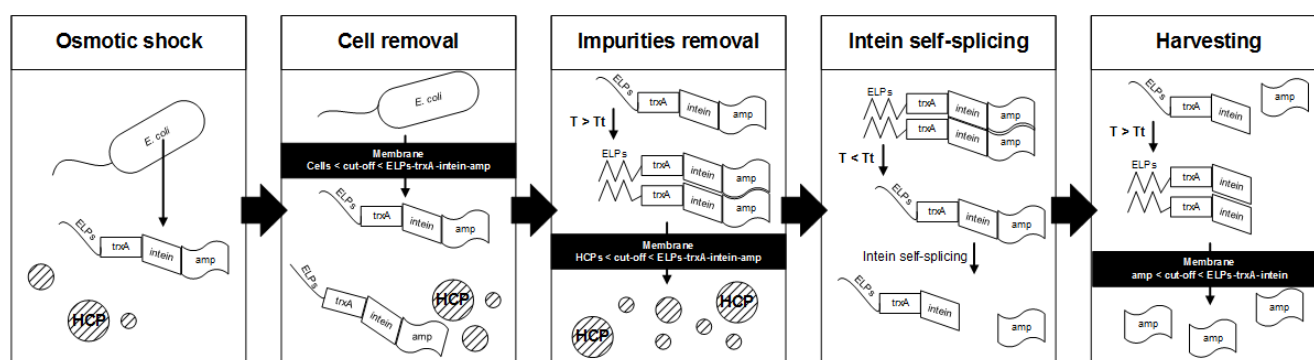 Osmotic shock
E. coli
ELPs
trxA
intein
amp
HCP
Cell removal
E. coli
Membrane
Cells < cut-off < ELPs-trxA-intein-amp
ELPs
trxA
intein
amp
ELPs
trxA
intein
amp
HCP
Impurities removal
ELPs
trxA
intein
amp
T > Tt
ELPs
trxA
intein
amp
trxA
intein
amp
Membrane
HCPs < cut-off < ELPs-trxA-intein-amp
HCP
HCP
Intein self-splicing
ELPs
trxA
intein
amp
trxA
intein
amp
T < Tt
ELPs
trxA
intein
amp
Intein self-splicing
ELPs
trxA
intein
amp
Harvesting
ELPs
trxA
intein
amp
T > Tt
ELPs
trxA
intein
trxA
intein
Membrane
amp < cut-off < ELPs-trxA-intein
amp
amp
amp